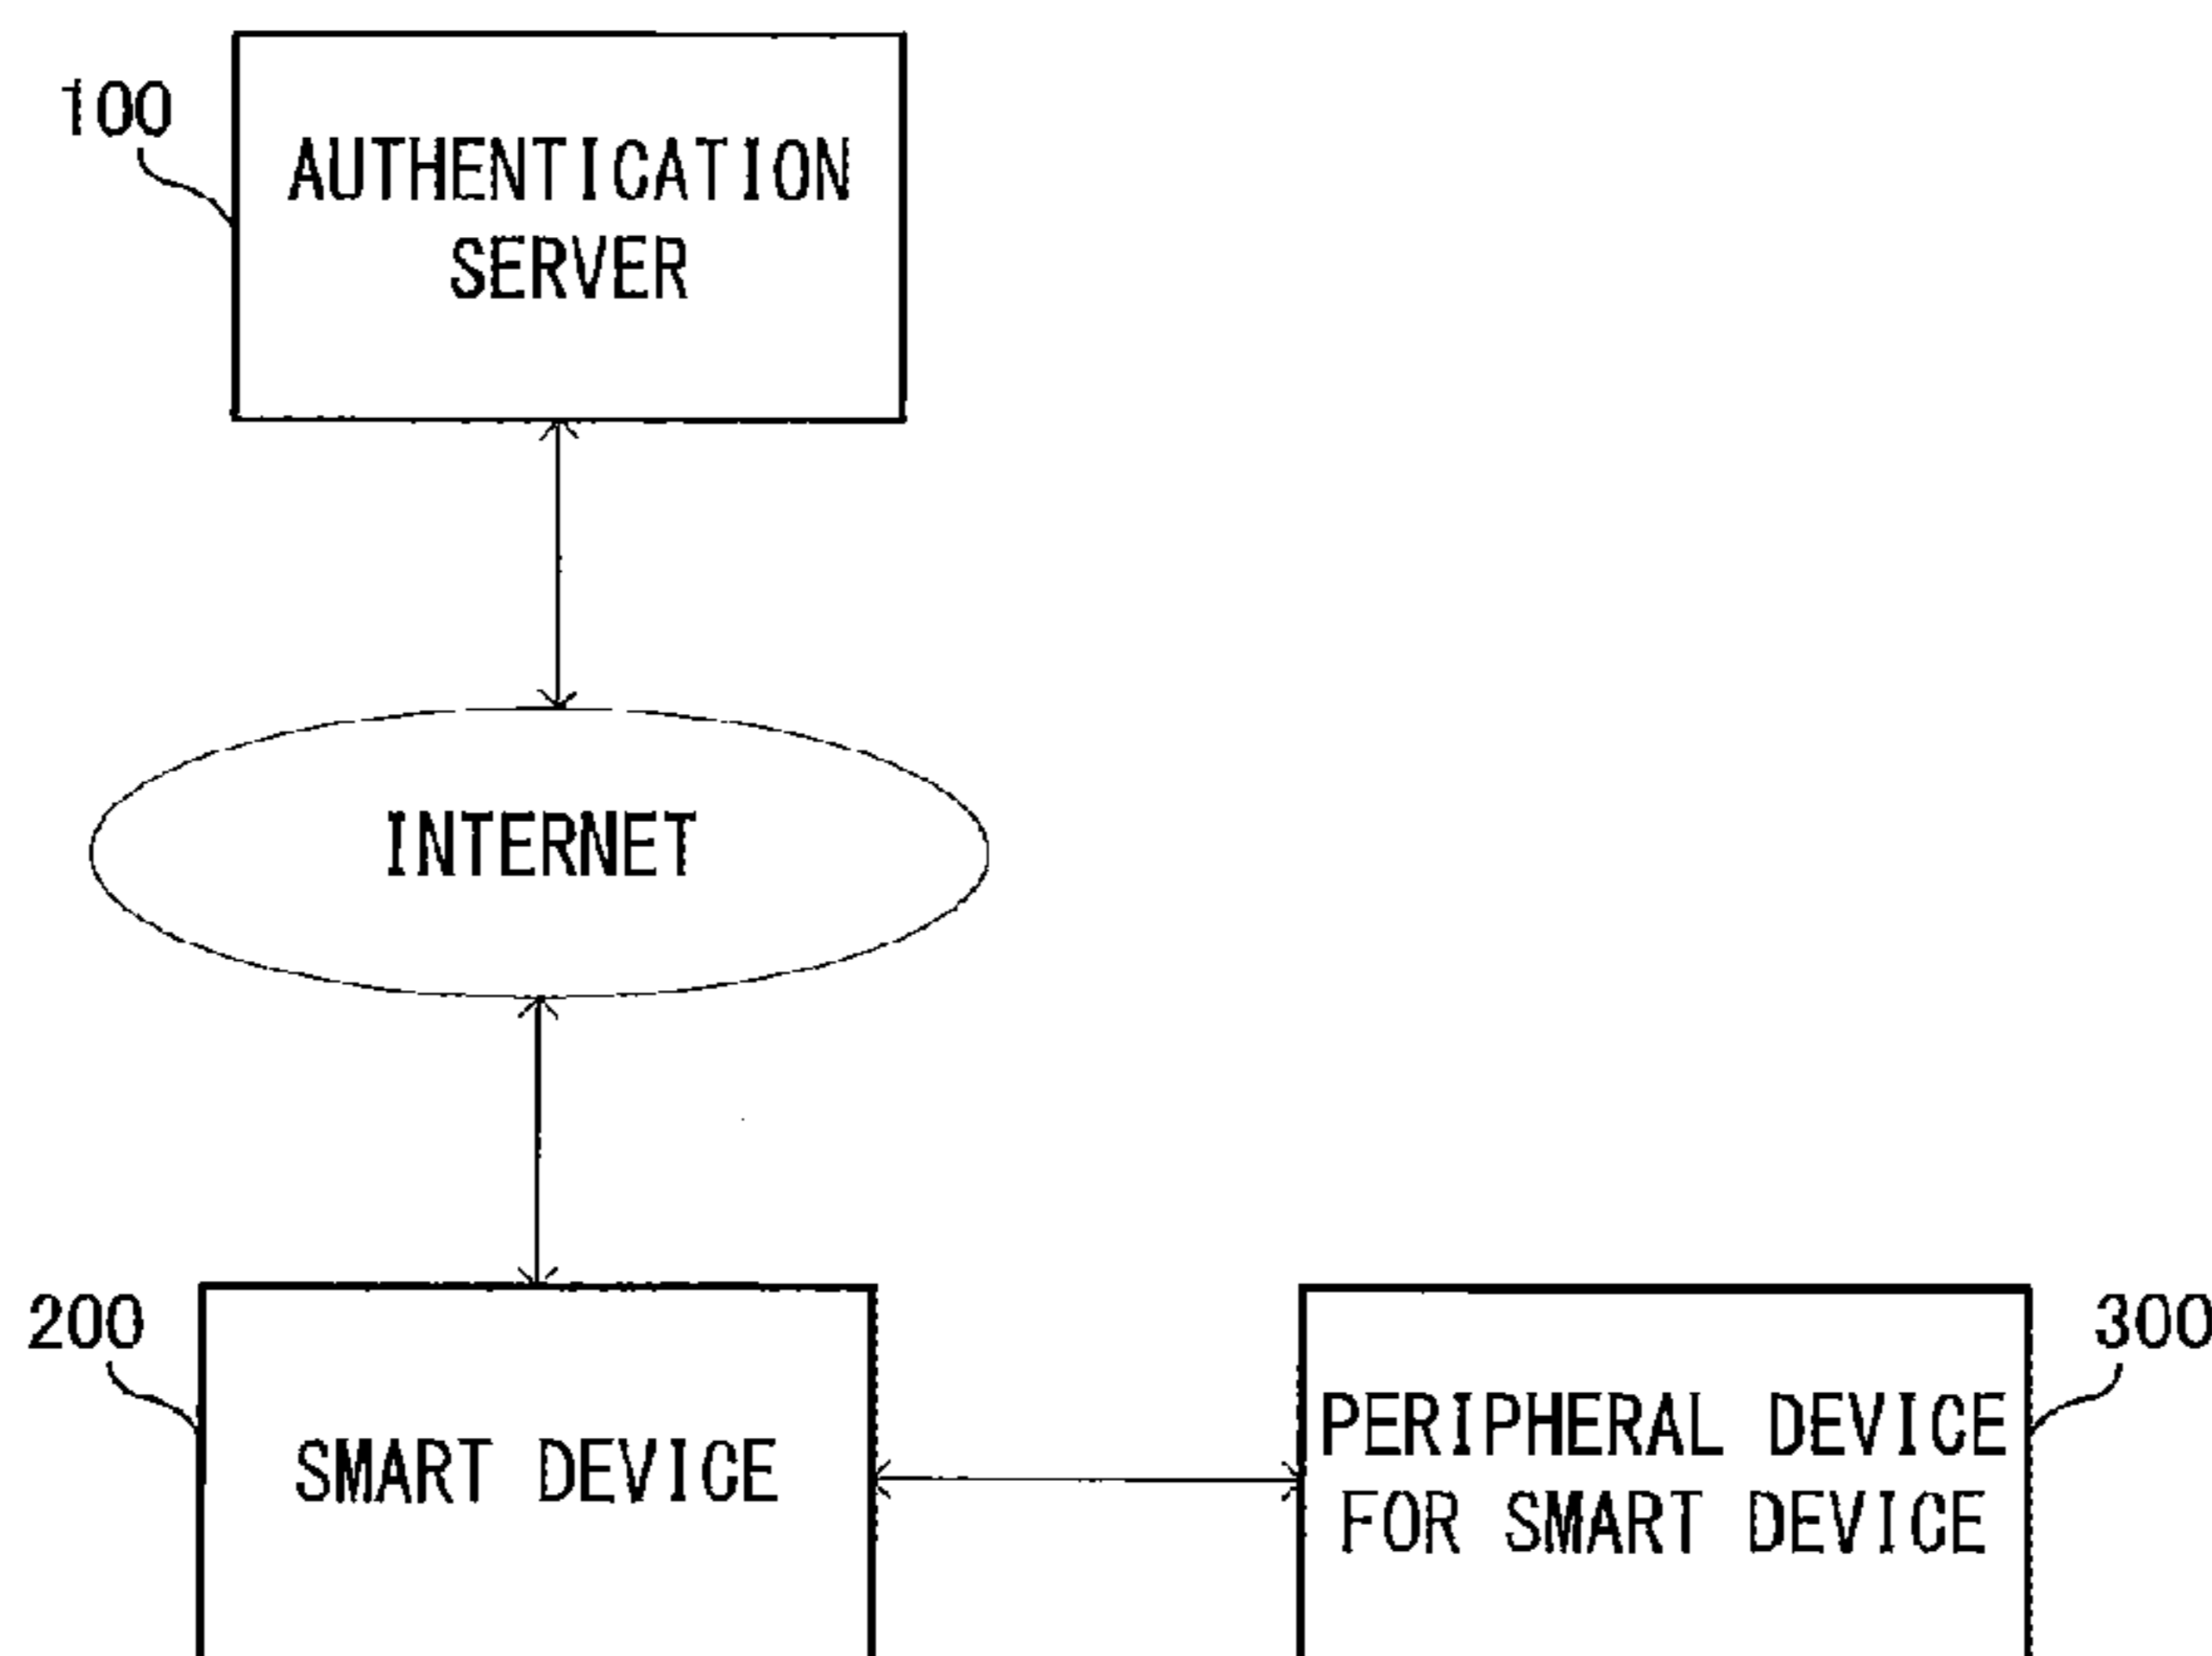 100
AUTHENTICATION
SERVER
INTERNET
200
SMART DEVICE
PERIPHERAL DEVICE
FOR SMART DEVICE
300